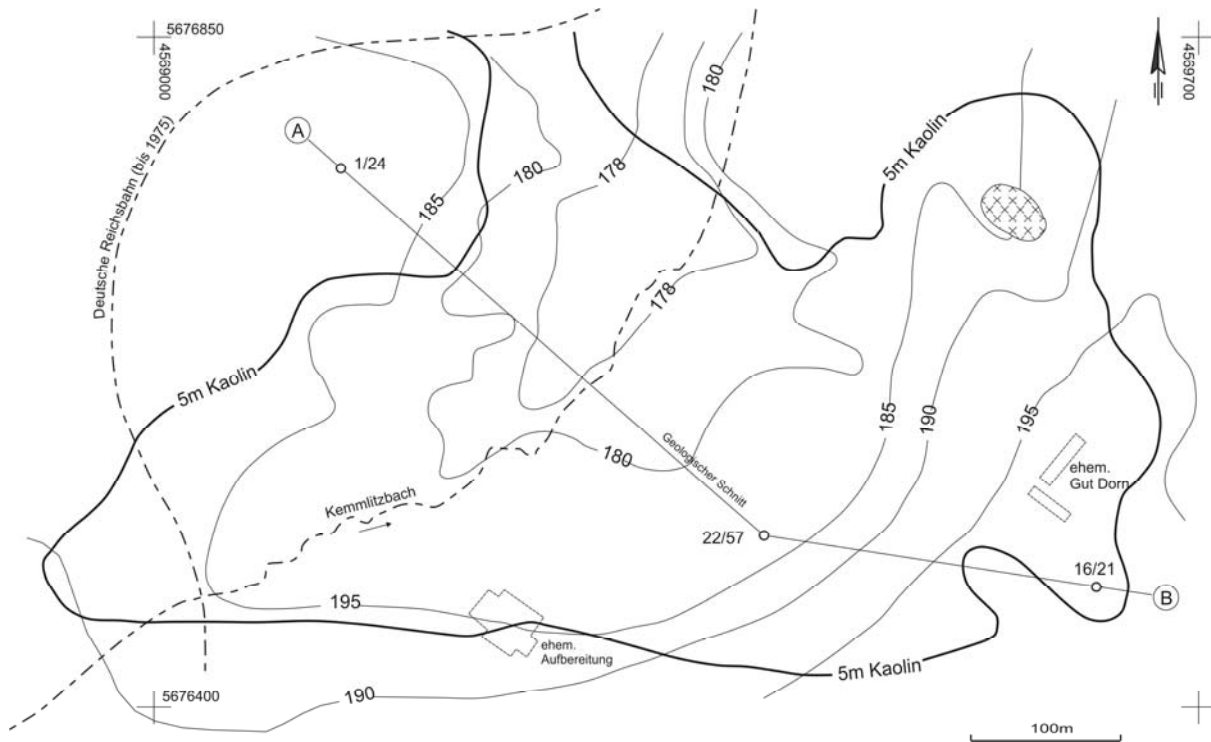 5676850
4569000
4569700
180
A
1/24
5m Kaolin
Deutsche Reichsbahn (bis 1975)
180
178
185
178
5m Kaolin
185
190
195
Geologischer Schnitt
180
ehem.
Gut Dorn
Kemmlitzbach
22/57
16/21
B
195
ehem.
Aufbereitung
5m Kaolin
5676400
190
100m